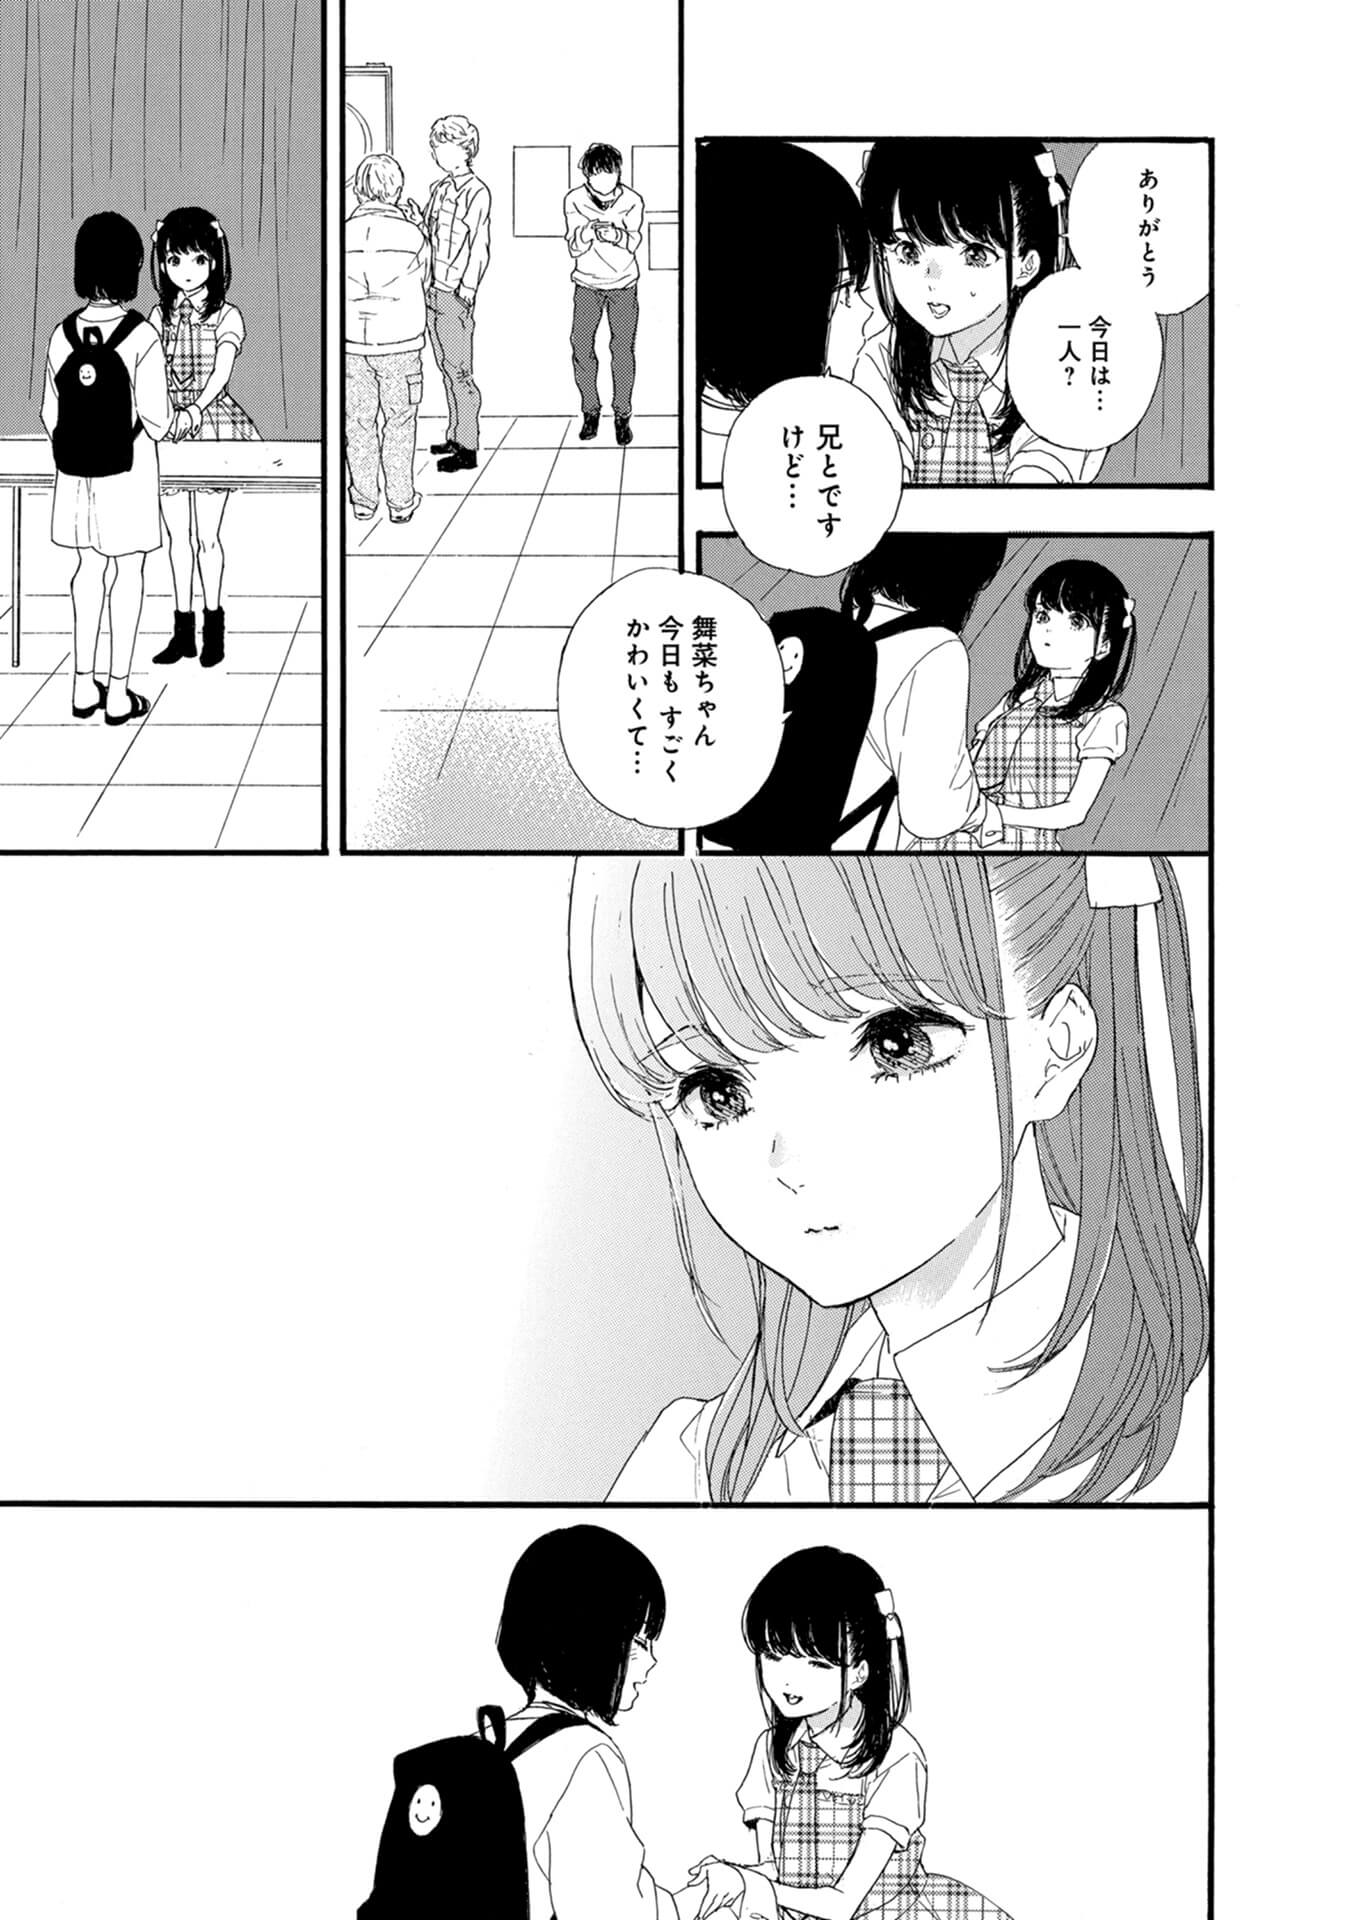 ありがとう
今日は…
一人?
兄とです
けど…
舞菜ちゃん
今日も すごく
かわいくて…